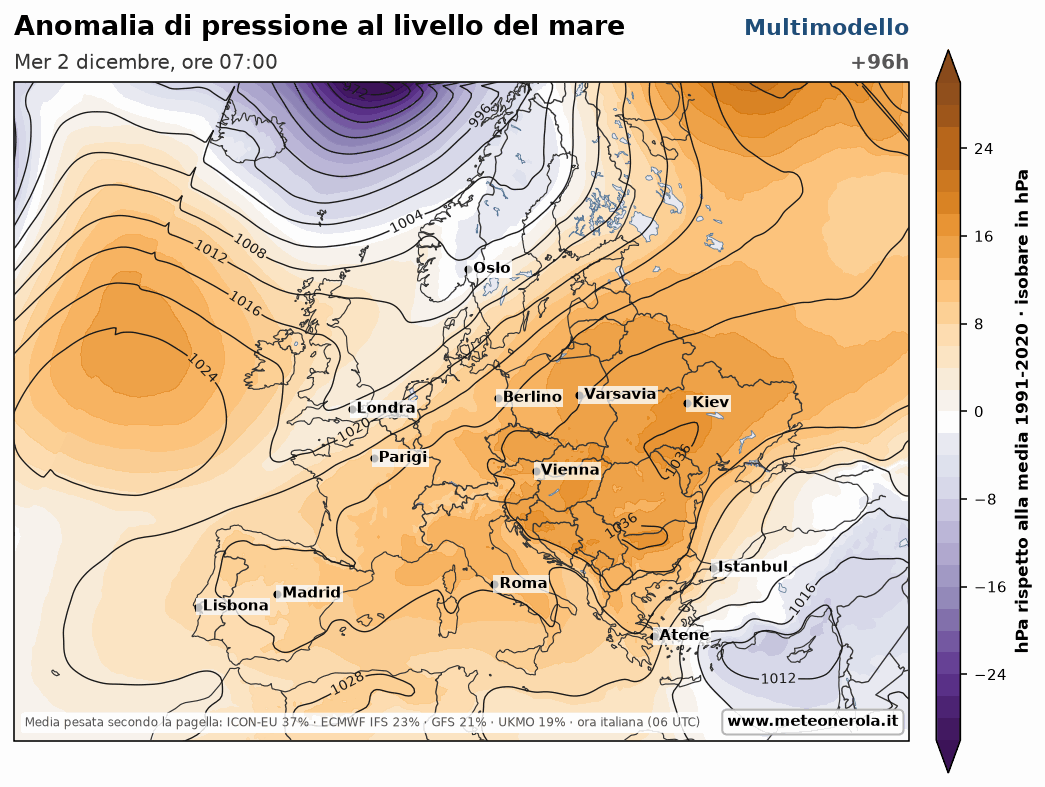 Anomalia di pressione al livello del mare
Multimodello
Mer 2 dicembre, ore 07:00
+96h
996
1004
1008
1012
1016
1024
1020
1036
1036
1016
1012
1028
Oslo
Londra
Berlino
Varsavia
Kiev
Parigi
Vienna
Istanbul
Roma
Madrid
Lisbona
Atene
24
16
8
0
−8
−16
−24
hPa rispetto alla media 1991-2020 · isobare in hPa
Media pesata secondo la pagella: ICON-EU 37% · ECMWF IFS 23% · GFS 21% · UKMO 19% · ora italiana (06 UTC)
www.meteonerola.it